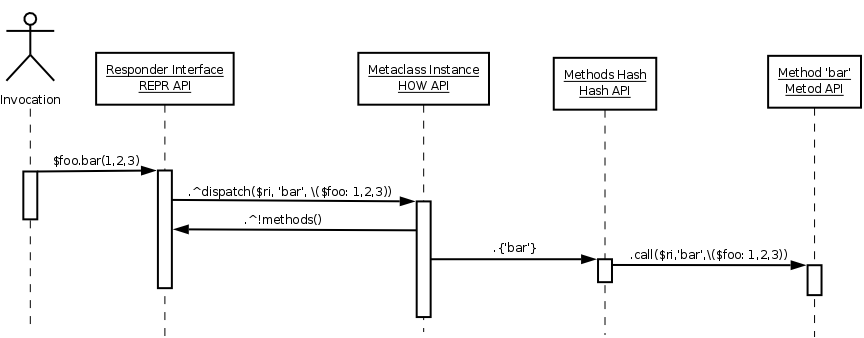 Invocation
Responder Interface
REPR API
Metaclass Instance
HOW API
Methods Hash
Hash API
Method 'bar'
Metod API
$foo.bar(1,2,3)
.^dispatch($ri, 'bar', \($foo: 1,2,3))
.^!methods()
.{'bar'}
.call($ri,'bar',\($foo: 1,2,3))